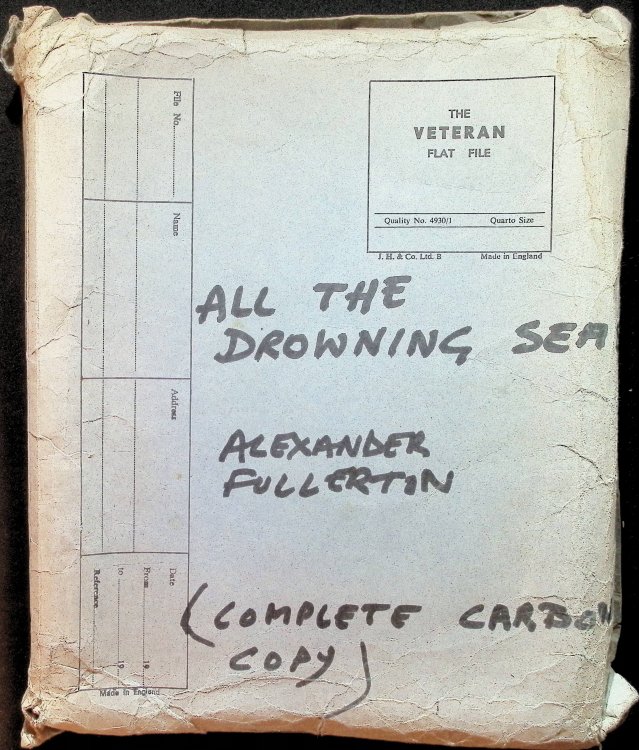 THE
VETERAN
FLAT FILE
Quality No. 4930/1 Quarto Size
J. H. & Co. Ltd. B Made in England
File No.
Name
Address
Date
From 19
to 19
Reference
Made in England
ALL THE
DROWNING SEA
ALEXANDER
FULLERTON
(COMPLETE CARBON
COPY)